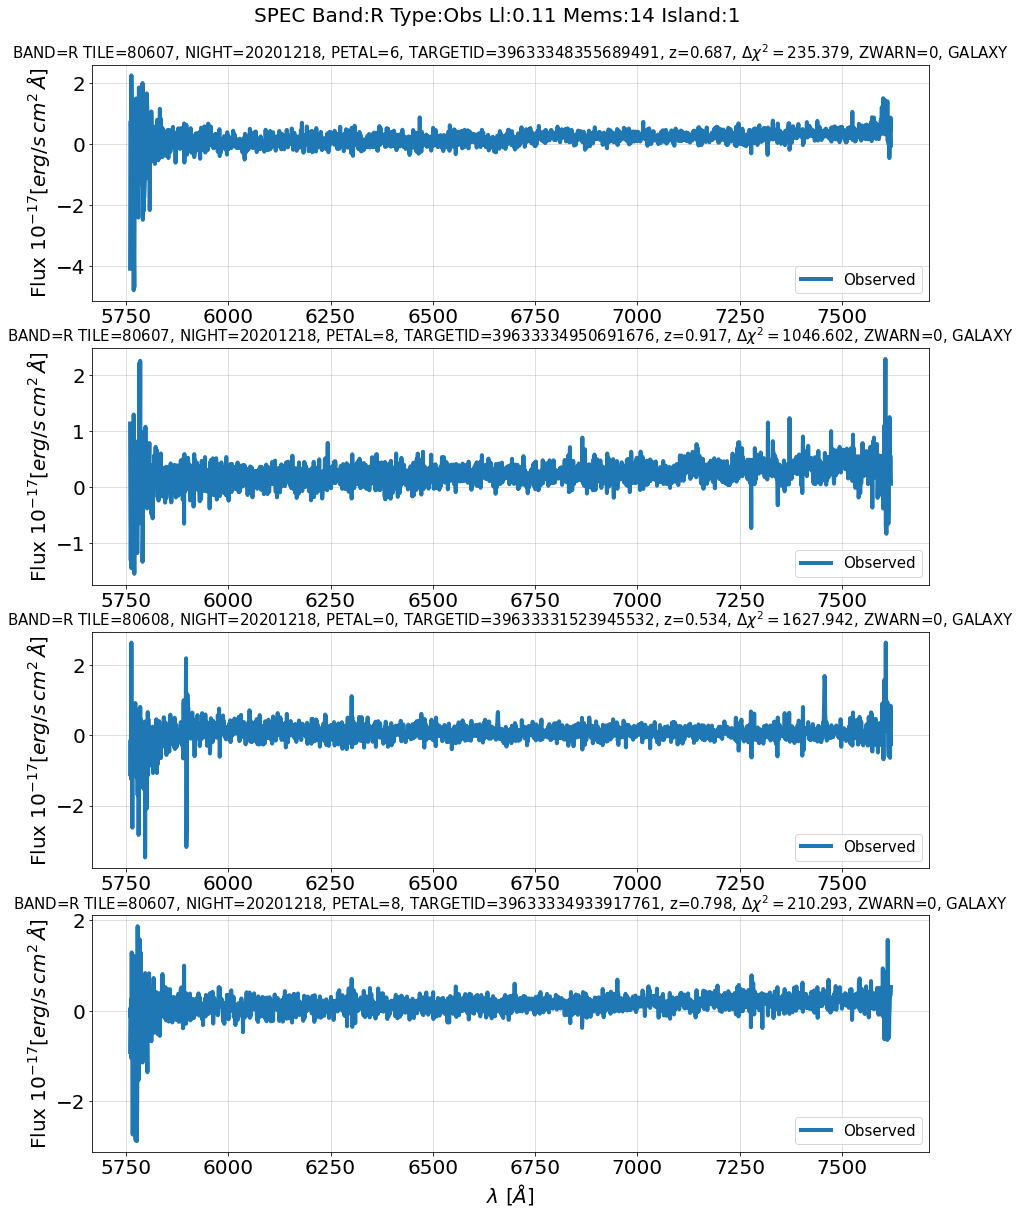 SPEC Band:R Type:Obs Ll:0.11 Mems:14 Island:1
BAND=R TILE=80607, NIGHT=20201218, PETAL=6, TARGETID=39633348355689491, z=0.687, Δχ²=235.379, ZWARN=0, GALAXY
Flux 10⁻¹⁷[erg/s cm² Å]
2
0
−2
−4
Observed
5750 6000 6250 6500 6750 7000 7250 7500
BAND=R TILE=80607, NIGHT=20201218, PETAL=8, TARGETID=39633334950691676, z=0.917, Δχ²=1046.602, ZWARN=0, GALAXY
Flux 10⁻¹⁷[erg/s cm² Å]
2
1
0
−1
Observed
5750 6000 6250 6500 6750 7000 7250 7500
BAND=R TILE=80608, NIGHT=20201218, PETAL=0, TARGETID=39633331523945532, z=0.534, Δχ²=1627.942, ZWARN=0, GALAXY
Flux 10⁻¹⁷[erg/s cm² Å]
2
0
−2
Observed
5750 6000 6250 6500 6750 7000 7250 7500
BAND=R TILE=80607, NIGHT=20201218, PETAL=8, TARGETID=39633334933917761, z=0.798, Δχ²=210.293, ZWARN=0, GALAXY
Flux 10⁻¹⁷[erg/s cm² Å]
2
0
−2
Observed
5750 6000 6250 6500 6750 7000 7250 7500
λ [Å]